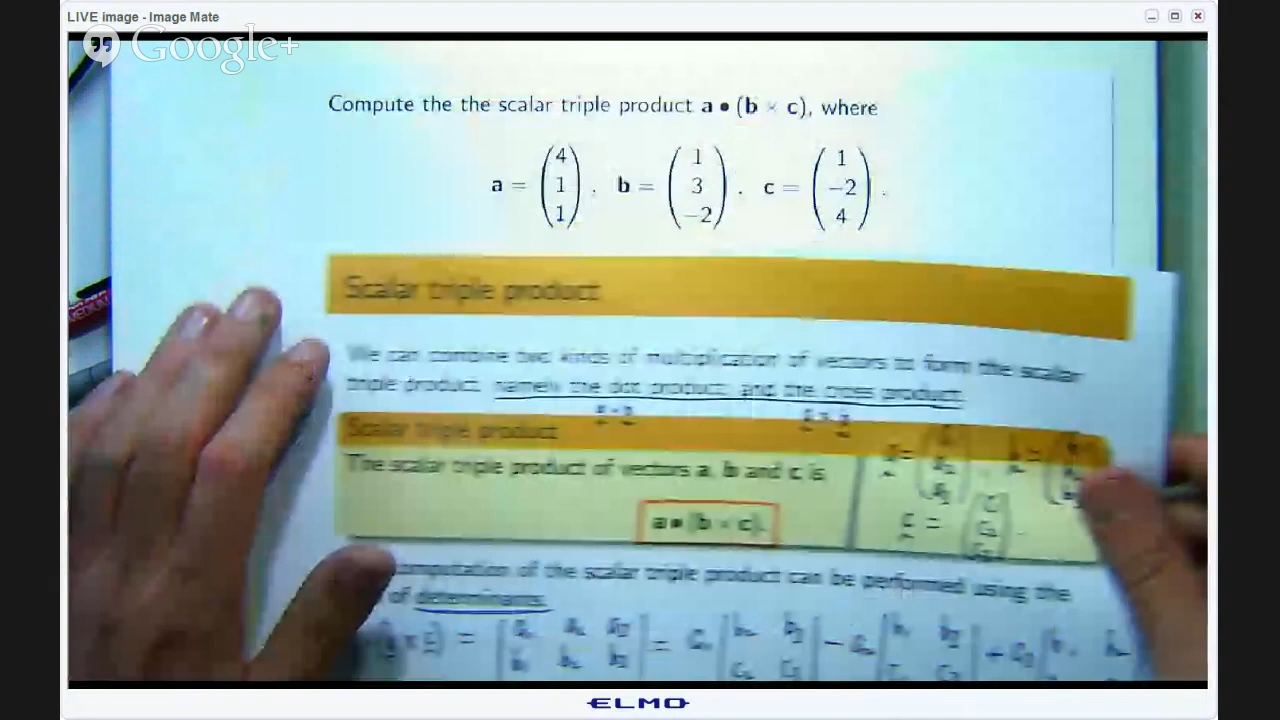 LIVE image - Image Mate
Google+
Compute the the scalar triple product a • (b × c), where
a = (4 1 1), b = (1 3 -2), c = (1 -2 4).
MEDIUM
Scalar triple product
We can combine two kinds of multiplication of vectors to form the scalar
triple product, namely the dot product, and the cross product.
Scalar triple product
The scalar triple product of vectors a, b and c is
a • (b × c).
computation of the scalar triple product can be performed using the
of determinants.
ELMO